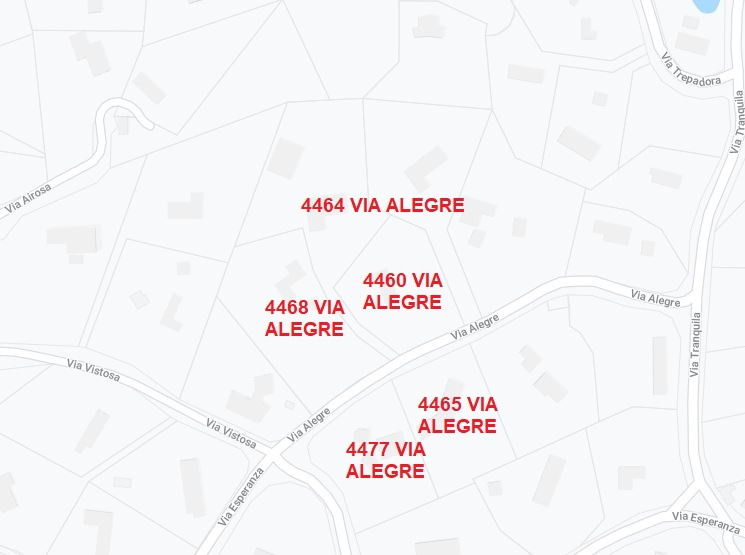 Via Trepadora
Via Tranquila
Via Airosa
4464 VIA ALEGRE
4460 VIA
ALEGRE
4468 VIA
ALEGRE
Via Alegre
Via Alegre
Via Tranquila
Via Vistosa
Via Vistosa
Via Alegre
4465 VIA
ALEGRE
4477 VIA
ALEGRE
Via Esperanza
Via Esperanza